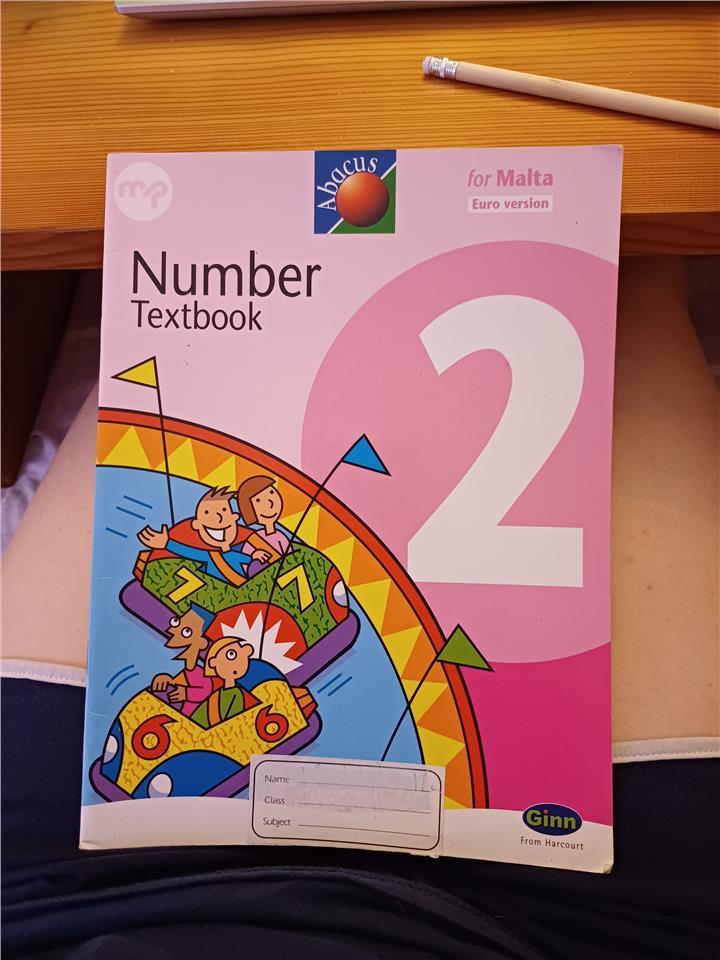 mp
Abacus
for Malta
Euro version
Number
Textbook
2
7 7
6 6
Name
Class
Subject
Ginn
From Harcourt